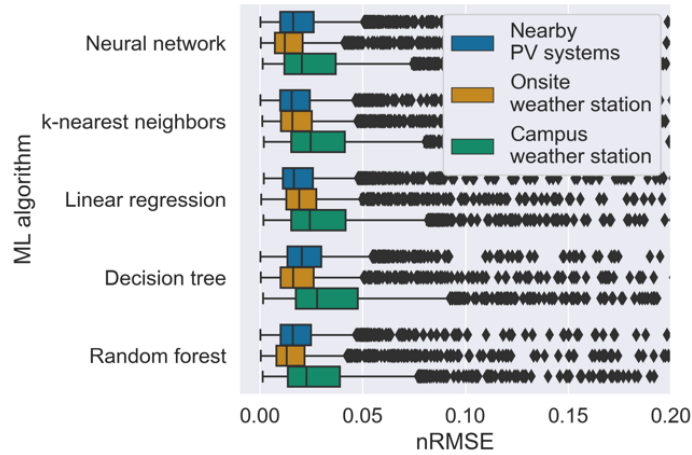 Nearby
PV systems
Onsite
weather station
Campus
weather station
ML algorithm
Neural network
k-nearest neighbors
Linear regression
Decision tree
Random forest
0.00 0.05 0.10 0.15 0.20
nRMSE